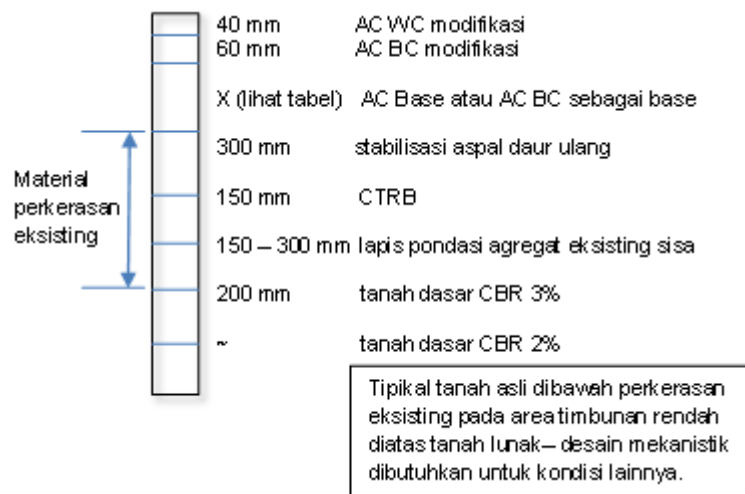 40 mm AC WC modifikasi
60 mm AC BC modifikasi
X (lihat tabel) AC Base atau AC BC sebagai base
300 mm stabilisasi aspal daur ulang
Material
perkerasan
eksisting
150 mm CTRB
150 – 300 mm lapis pondasi agregat eksisting sisa
200 mm tanah dasar CBR 3%
~ tanah dasar CBR 2%
Tipikal tanah asli dibawah perkerasan
eksisting pada area timbunan rendah
diatas tanah lunak – desain mekanistik
dibutuhkan untuk kondisi lainnya.